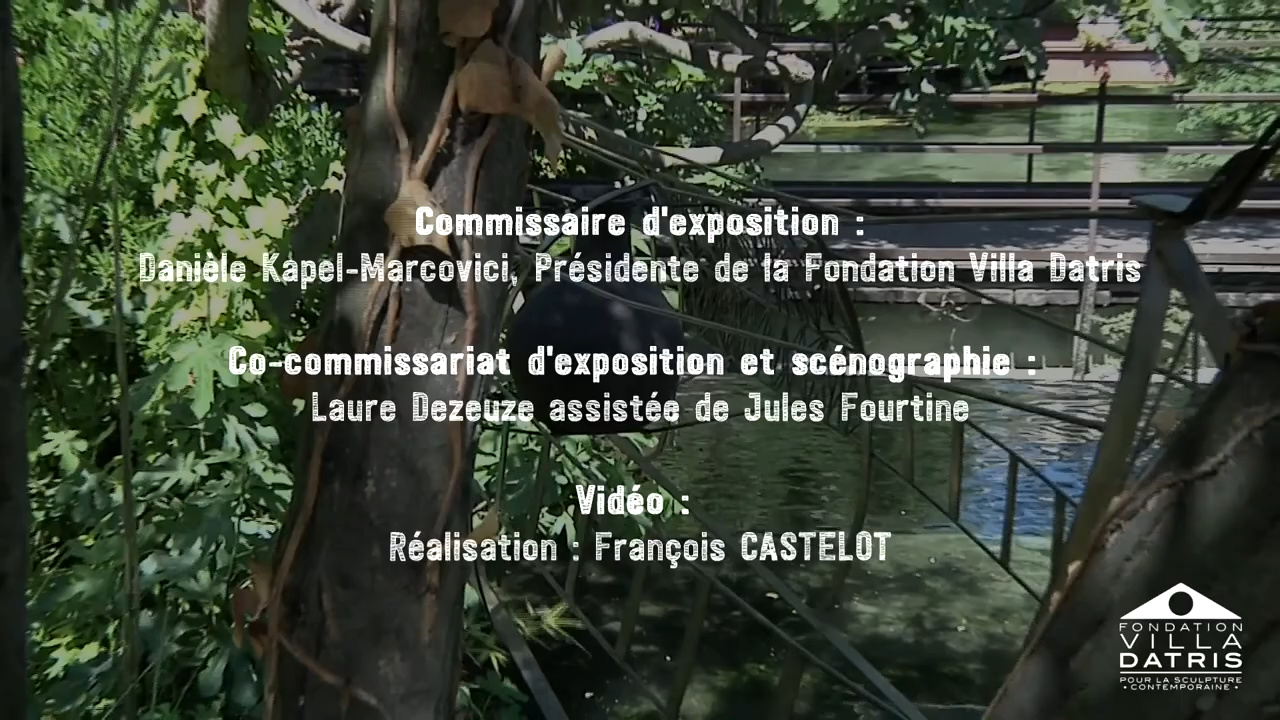 Commissaire d'exposition :
Danièle Kapel-Marcovici, Présidente de la Fondation Villa Datris
Co-commissariat d'exposition et scénographie :
Laure Dezeuze assistée de Jules Fourtine
Vidéo :
Réalisation : François CASTELOT
FONDATION
VILLA
DATRIS
POUR LA SCULPTURE
• CONTEMPORAINE •